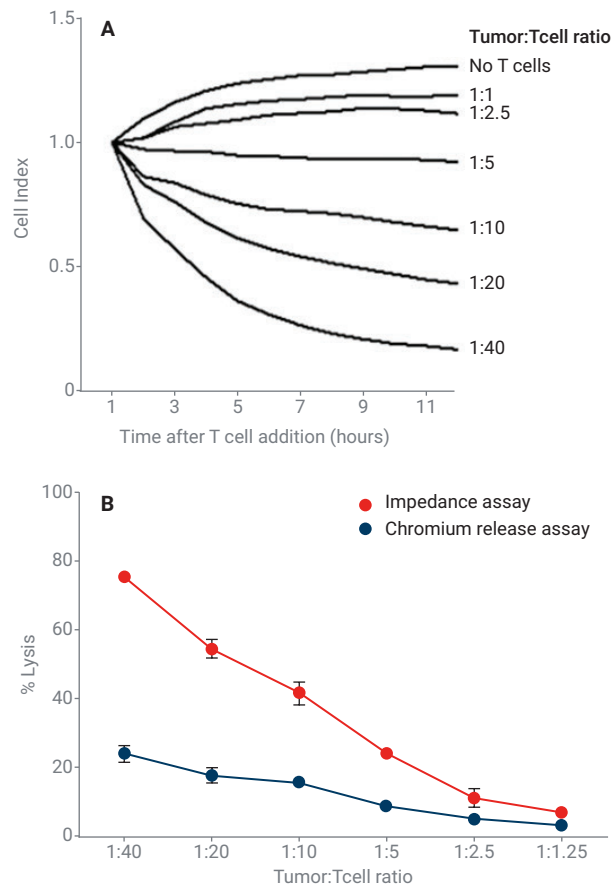 A
1.5
1.0
0.5
0
Cell Index
1
3
5
7
9
11
Time after T cell addition (hours)
Tumor:Tcell ratio
No T cells
1:1
1:2.5
1:5
1:10
1:20
1:40
B
100
80
60
40
20
0
% Lysis
Impedance assay
Chromium release assay
1:40
1:20
1:10
1:5
1:2.5
1:1.25
Tumor:Tcell ratio